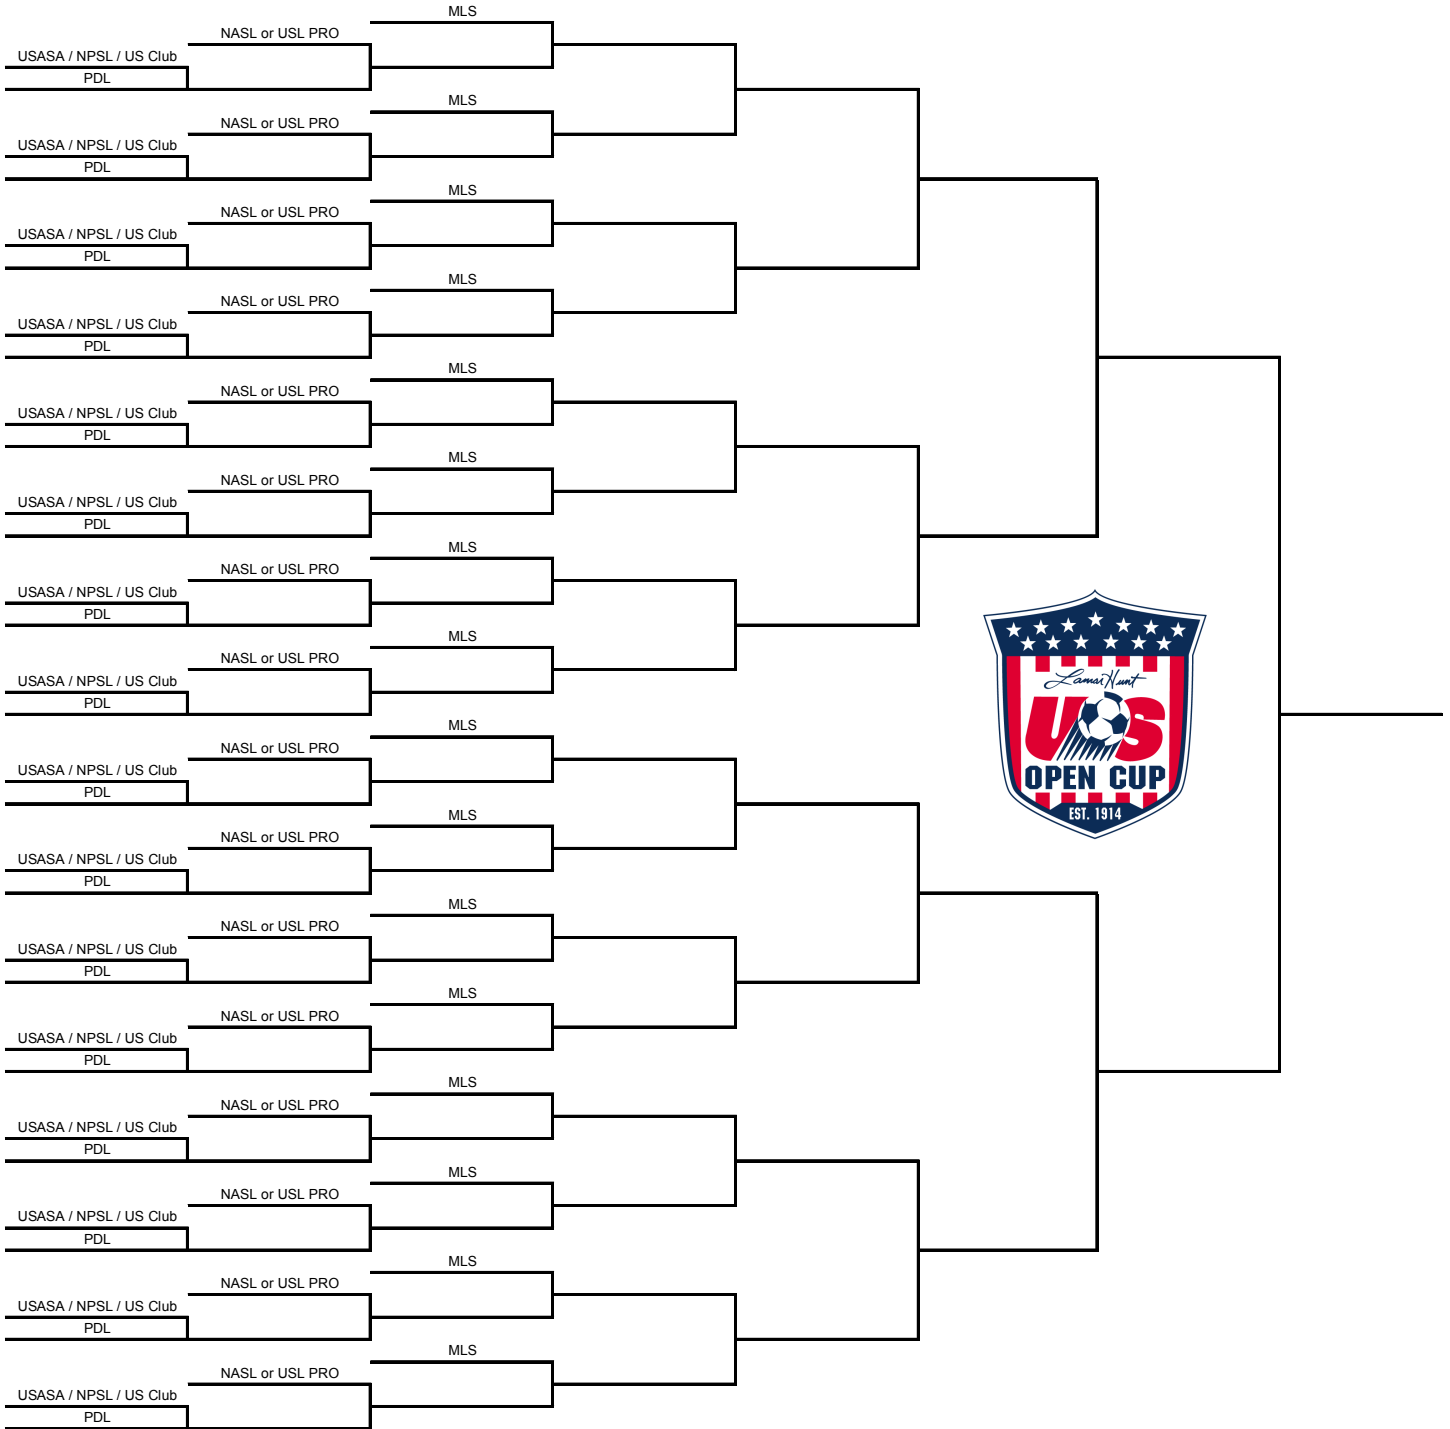 MLS
NASL or USL PRO
USASA / NPSL / US Club
PDL
MLS
NASL or USL PRO
USASA / NPSL / US Club
PDL
MLS
NASL or USL PRO
USASA / NPSL / US Club
PDL
MLS
NASL or USL PRO
USASA / NPSL / US Club
PDL
MLS
NASL or USL PRO
USASA / NPSL / US Club
PDL
MLS
NASL or USL PRO
USASA / NPSL / US Club
PDL
MLS
NASL or USL PRO
USASA / NPSL / US Club
PDL
MLS
NASL or USL PRO
USASA / NPSL / US Club
PDL
Lamar Hunt
US
OPEN CUP
EST. 1914
MLS
NASL or USL PRO
USASA / NPSL / US Club
PDL
MLS
NASL or USL PRO
USASA / NPSL / US Club
PDL
MLS
NASL or USL PRO
USASA / NPSL / US Club
PDL
MLS
NASL or USL PRO
USASA / NPSL / US Club
PDL
MLS
NASL or USL PRO
USASA / NPSL / US Club
PDL
MLS
NASL or USL PRO
USASA / NPSL / US Club
PDL
MLS
NASL or USL PRO
USASA / NPSL / US Club
PDL
MLS
NASL or USL PRO
USASA / NPSL / US Club
PDL